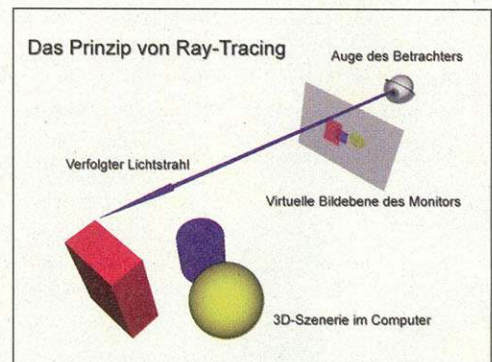 Das Prinzip von Ray-Tracing
Auge des Betrachters
Verfolgter Lichtstrahl
Virtuelle Bildebene des Monitors
3D-Szenerie im Computer